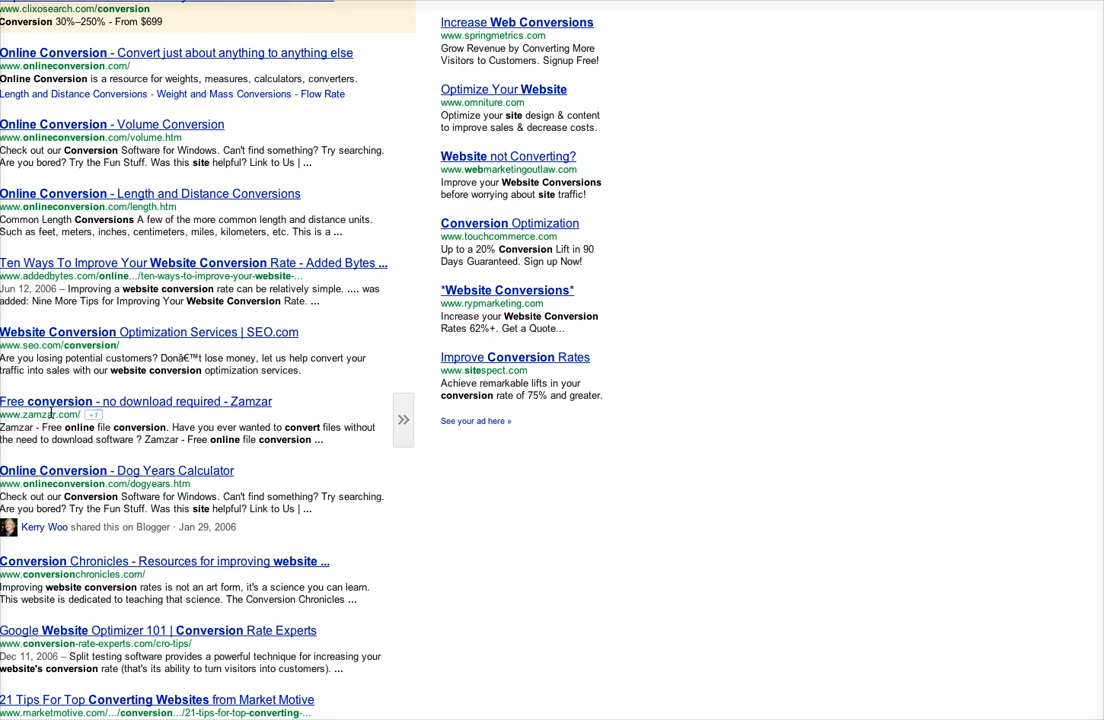 www.clixosearch.com/conversion
Conversion 30%–250% - From $699
Online Conversion - Convert just about anything to anything else
www.onlineconversion.com/
Online Conversion is a resource for weights, measures, calculators, converters.
Length and Distance Conversions - Weight and Mass Conversions - Flow Rate
Online Conversion - Volume Conversion
www.onlineconversion.com/volume.htm
Check out our Conversion Software for Windows. Can't find something? Try searching.
Are you bored? Try the Fun Stuff. Was this site helpful? Link to Us | ...
Online Conversion - Length and Distance Conversions
www.onlineconversion.com/length.htm
Common Length Conversions A few of the more common length and distance units.
Such as feet, meters, inches, centimeters, miles, kilometers, etc. This is a ...
Ten Ways To Improve Your Website Conversion Rate - Added Bytes ...
www.addedbytes.com/online.../ten-ways-to-improve-your-website-...
Jun 12, 2006 – Improving a website conversion rate can be relatively simple. .... was
added: Nine More Tips for Improving Your Website Conversion Rate. ...
Website Conversion Optimization Services | SEO.com
www.seo.com/conversion/
Are you losing potential customers? Donâ€™t lose money, let us help convert your
traffic into sales with our website conversion optimization services.
Free conversion - no download required - Zamzar
www.zamzar.com/ +1
Zamzar - Free online file conversion. Have you ever wanted to convert files without
the need to download software ? Zamzar - Free online file conversion ...
Online Conversion - Dog Years Calculator
www.onlineconversion.com/dogyears.htm
Check out our Conversion Software for Windows. Can't find something? Try searching.
Are you bored? Try the Fun Stuff. Was this site helpful? Link to Us | ...
Kerry Woo shared this on Blogger · Jan 29, 2006
Conversion Chronicles - Resources for improving website ...
www.conversionchronicles.com/
Improving website conversion rates is not an art form, it's a science you can learn.
This website is dedicated to teaching that science. The Conversion Chronicles ...
Google Website Optimizer 101 | Conversion Rate Experts
www.conversion-rate-experts.com/cro-tips/
Dec 11, 2006 – Split testing software provides a powerful technique for increasing your
website's conversion rate (that's its ability to turn visitors into customers). ...
21 Tips For Top Converting Websites from Market Motive
www.marketmotive.com/.../conversion.../21-tips-for-top-converting-...
Increase Web Conversions
www.springmetrics.com
Grow Revenue by Converting More
Visitors to Customers. Signup Free!
Optimize Your Website
www.omniture.com
Optimize your site design & content
to improve sales & decrease costs.
Website not Converting?
www.webmarketingoutlaw.com
Improve your Website Conversions
before worrying about site traffic!
Conversion Optimization
www.touchcommerce.com
Up to a 20% Conversion Lift in 90
Days Guaranteed. Sign up Now!
*Website Conversions*
www.rypmarketing.com
Increase your Website Conversion
Rates 62%+. Get a Quote...
Improve Conversion Rates
www.sitespect.com
Achieve remarkable lifts in your
conversion rate of 75% and greater.
See your ad here »